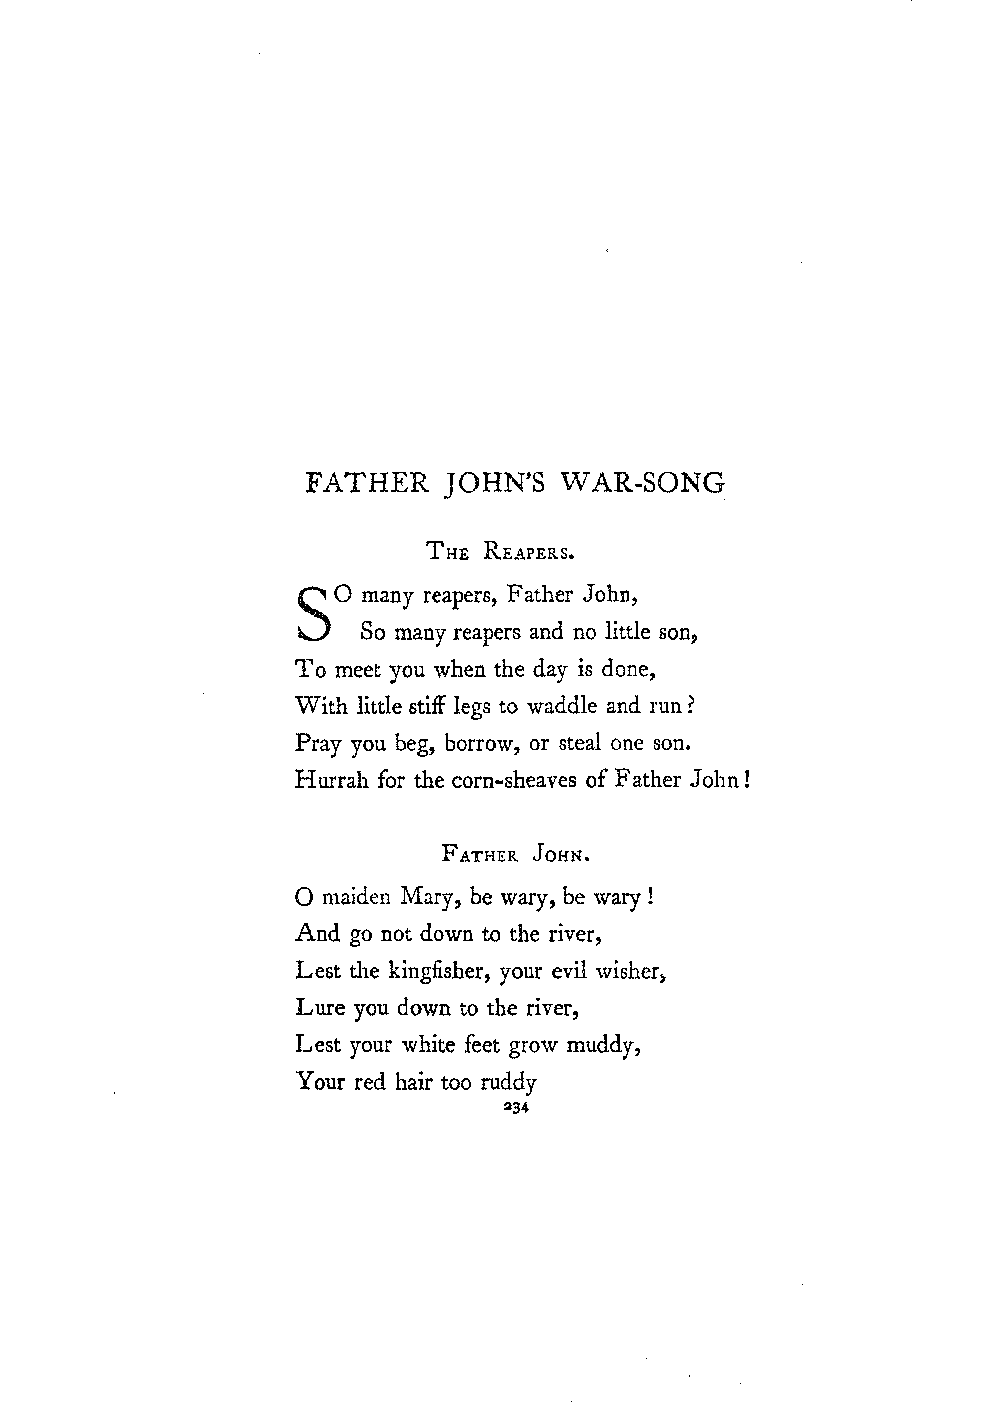 FATHER JOHN'S WAR-SONG
THE REAPERS.
SO many reapers, Father John,
So many reapers and no little son,
To meet you when the day is done,
With little stiff legs to waddle and run?
Pray you beg, borrow, or steal one son.
Hurrah for the corn-sheaves of Father John!
FATHER JOHN.
O maiden Mary, be wary, be wary!
And go not down to the river,
Lest the kingfisher, your evil wisher,
Lure you down to the river,
Lest your white feet grow muddy,
Your red hair too ruddy
234